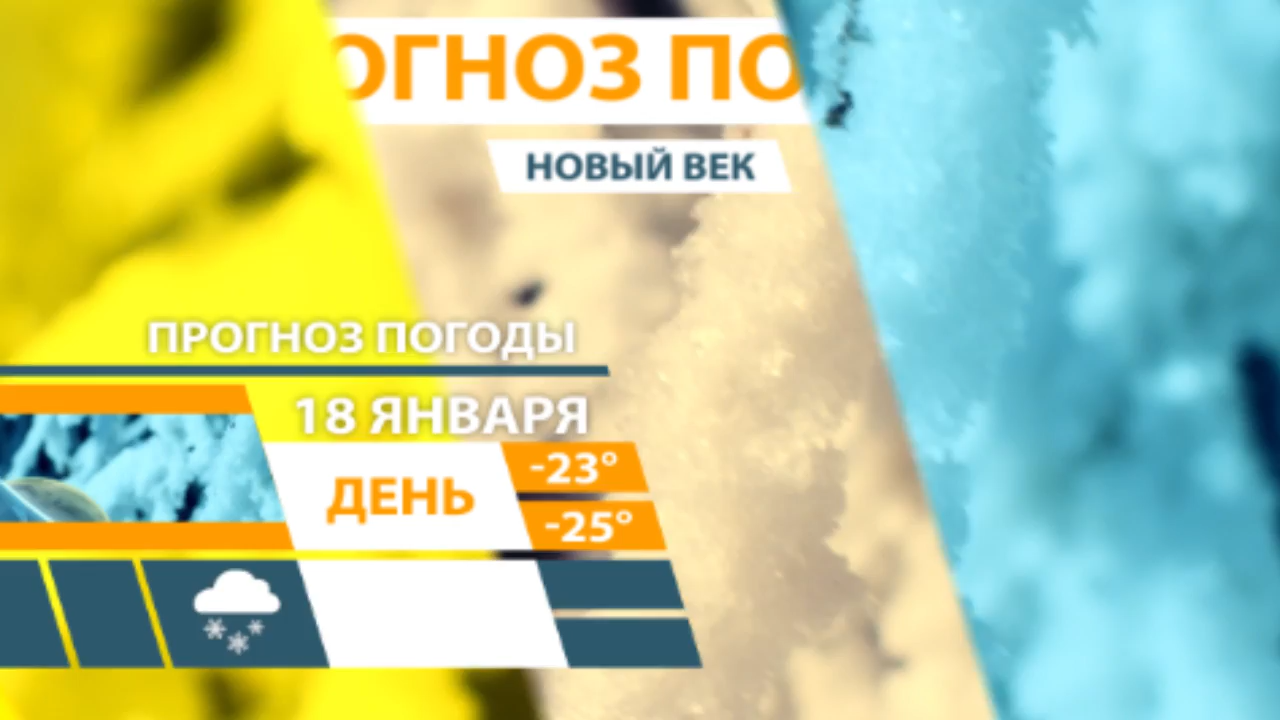 ОГНОЗ ПО
НОВЫЙ ВЕК
ПРОГНОЗ ПОГОДЫ
18 ЯНВАРЯ
ДЕНЬ
-23°
-25°